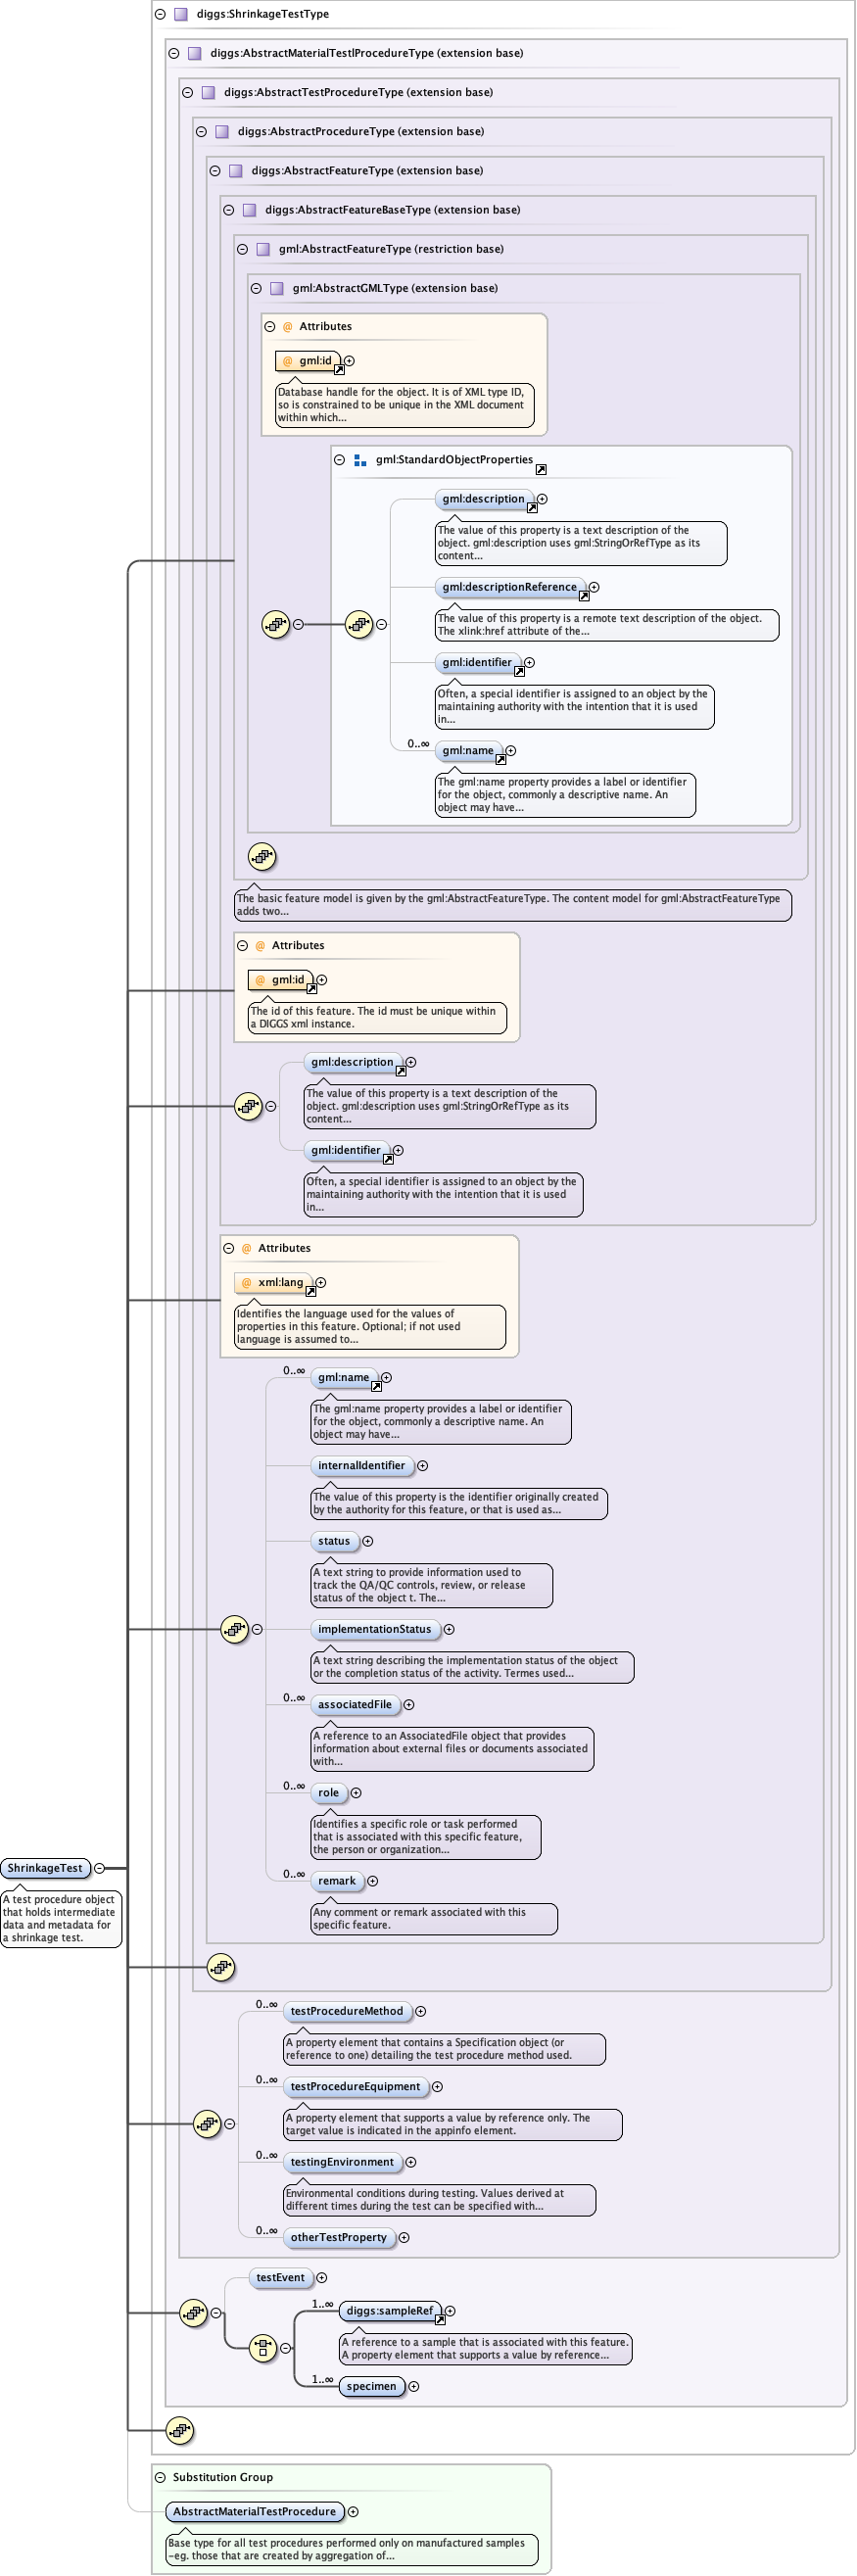 diggs:ShrinkageTestType
diggs:AbstractMaterialTestlProcedureType (extension base)
diggs:AbstractTestProcedureType (extension base)
diggs:AbstractProcedureType (extension base)
diggs:AbstractFeatureType (extension base)
diggs:AbstractFeatureBaseType (extension base)
gml:AbstractFeatureType (restriction base)
gml:AbstractGMLType (extension base)
@ Attributes
@ gml:id
Database handle for the object. It is of XML type ID,
so is constrained to be unique in the XML document
within which...
gml:StandardObjectProperties
gml:description
The value of this property is a text description of the
object. gml:description uses gml:StringOrRefType as its
content...
gml:descriptionReference
The value of this property is a remote text description of the object.
The xlink:href attribute of the...
gml:identifier
Often, a special identifier is assigned to an object by the
maintaining authority with the intention that it is used
in...
0..∞
gml:name
The gml:name property provides a label or identifier
for the object, commonly a descriptive name. An
object may have...
The basic feature model is given by the gml:AbstractFeatureType. The content model for gml:AbstractFeatureType
adds two...
@ Attributes
@ gml:id
The id of this feature. The id must be unique within
a DIGGS xml instance.
gml:description
The value of this property is a text description of the
object. gml:description uses gml:StringOrRefType as its
content...
gml:identifier
Often, a special identifier is assigned to an object by the
maintaining authority with the intention that it is used
in...
@ Attributes
@ xml:lang
Identifies the language used for the values of
properties in this feature. Optional; if not used
language is assumed to...
0..∞
gml:name
The gml:name property provides a label or identifier
for the object, commonly a descriptive name. An
object may have...
internalIdentifier
The value of this property is the identifier originally created
by the authority for this feature, or that is used as...
status
A text string to provide information used to
track the QA/QC controls, review, or release
status of the object t. The...
implementationStatus
A text string describing the implementation status of the object
or the completion status of the activity. Termes used...
0..∞
associatedFile
A reference to an AssociatedFile object that provides
information about external files or documents associated
with...
0..∞
role
Identifies a specific role or task performed
that is associated with this specific feature,
the person or organization...
0..∞
remark
Any comment or remark associated with this
specific feature.
ShrinkageTest
A test procedure object
that holds intermediate
data and metadata for
a shrinkage test.
0..∞
testProcedureMethod
A property element that contains a Specification object (or
reference to one) detailing the test procedure method used.
0..∞
testProcedureEquipment
A property element that supports a value by reference only. The
target value is indicated in the appinfo element.
0..∞
testingEnvironment
Environmental conditions during testing. Values derived at
different times during the test can be specified with...
0..∞
otherTestProperty
testEvent
1..∞
diggs:sampleRef
A reference to a sample that is associated with this feature.
A property element that supports a value by reference...
1..∞
specimen
Substitution Group
AbstractMaterialTestProcedure
Base type for all test procedures performed only on manufactured samples
-eg. those that are created by aggregation of...